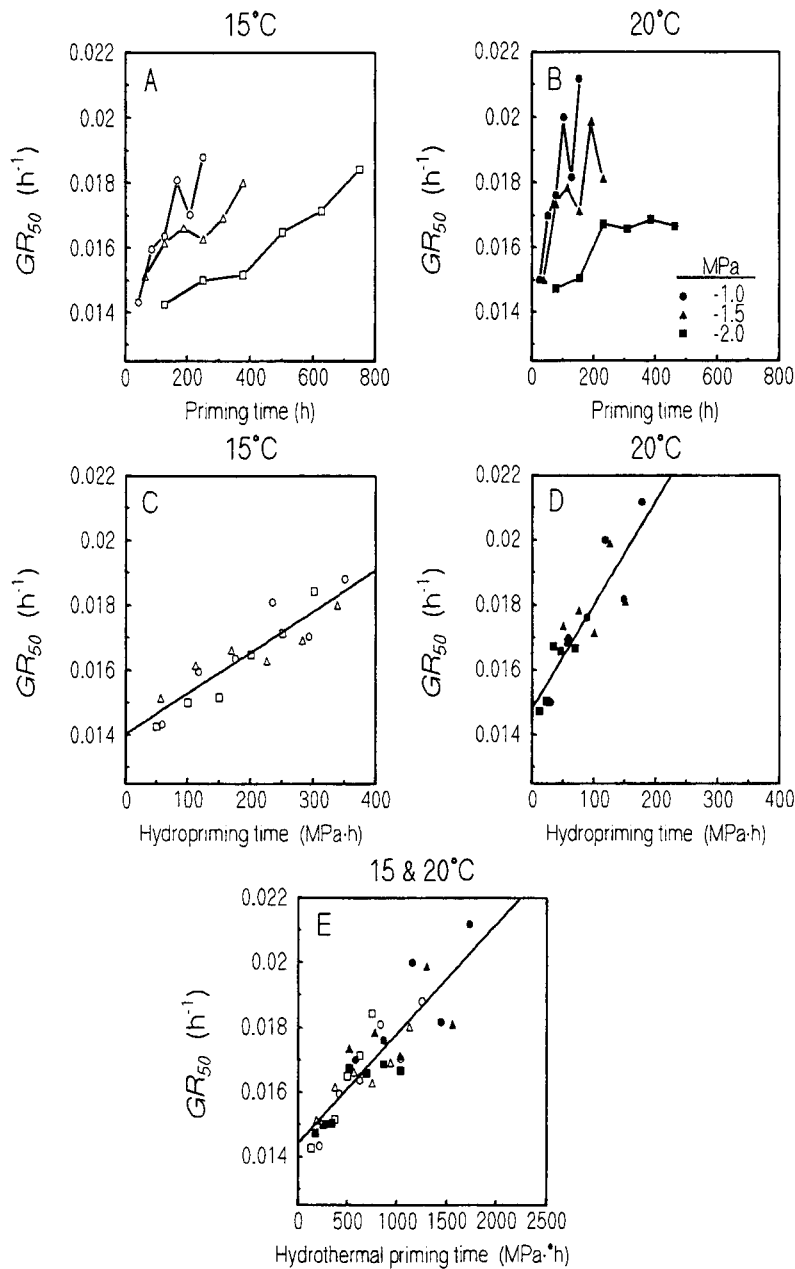 15°C
A
0.022
0.02
0.018
0.016
0.014
GR50 (h-1)
0 200 400 600 800
Priming time (h)
20°C
B
0.022
0.02
0.018
0.016
0.014
GR50 (h-1)
MPa
-1.0
-1.5
-2.0
0 200 400 600 800
Priming time (h)
15°C
C
0.022
0.02
0.018
0.016
0.014
GR50 (h-1)
0 100 200 300 400
Hydropriming time (MPa·h)
20°C
D
0.022
0.02
0.018
0.016
0.014
GR50 (h-1)
0 100 200 300 400
Hydropriming time (MPa·h)
15 & 20°C
E
0.022
0.02
0.018
0.016
0.014
GR50 (h-1)
0 500 1000 1500 2000 2500
Hydrothermal priming time (MPa·°h)